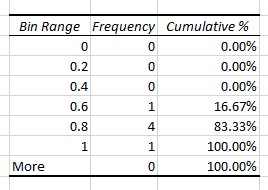 Bin Range Frequency Cumulative %
0 0 0.00%
0.2 0 0.00%
0.4 0 0.00%
0.6 1 16.67%
0.8 4 83.33%
1 1 100.00%
More 0 100.00%